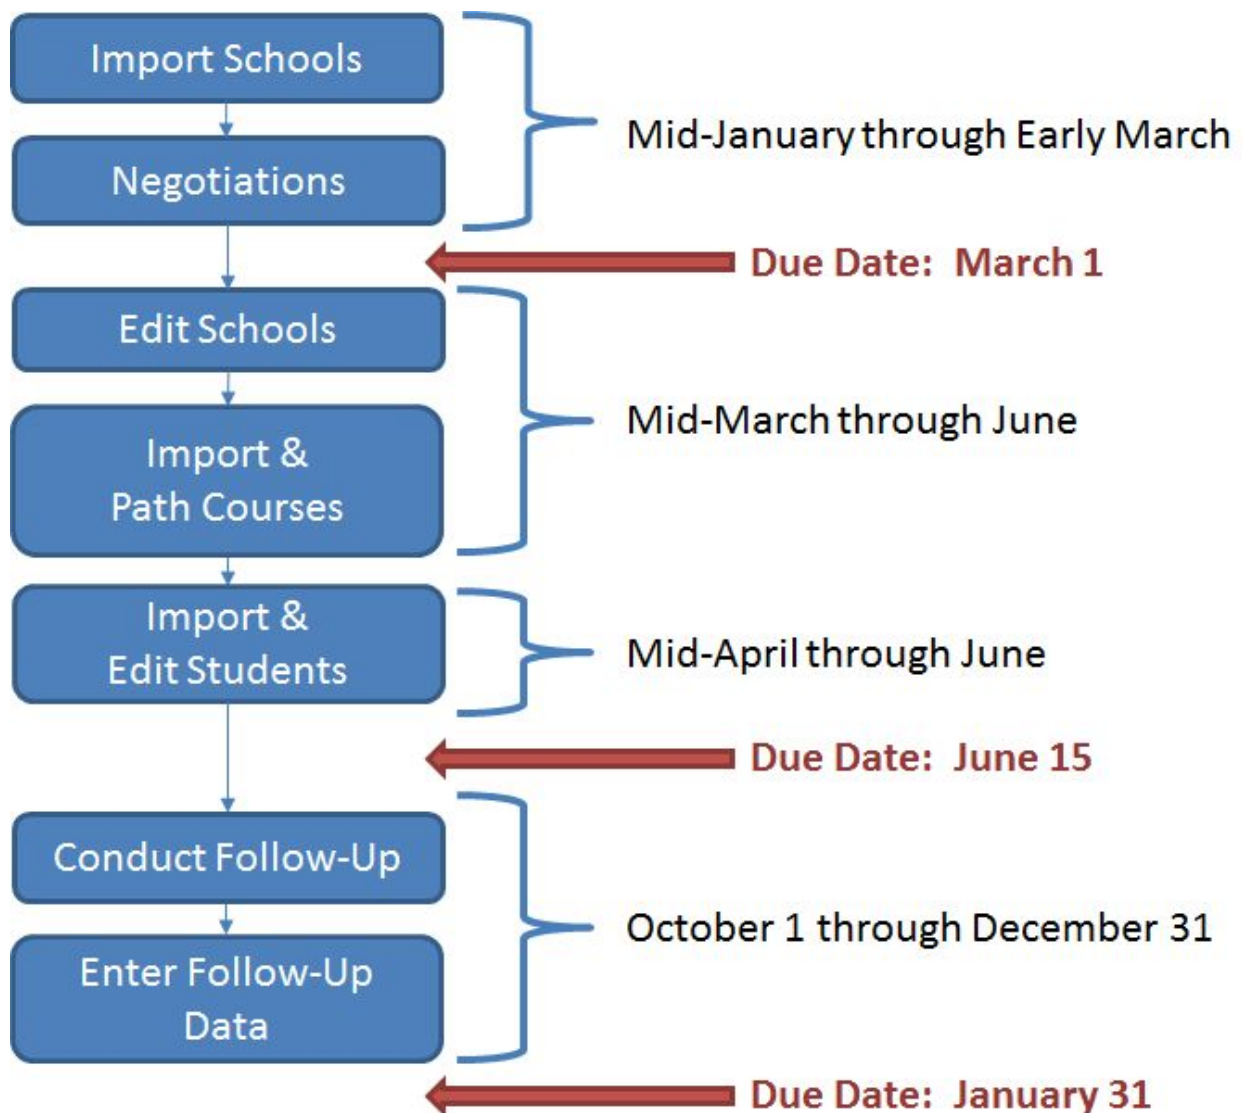 Import Schools
Negotiations
Mid-January through Early March
Due Date:  March 1
Edit Schools
Import &
Path Courses
Mid-March through June
Import &
Edit Students
Mid-April through June
Due Date:  June 15
Conduct Follow-Up
Enter Follow-Up
Data
October 1 through December 31
Due Date:  January 31